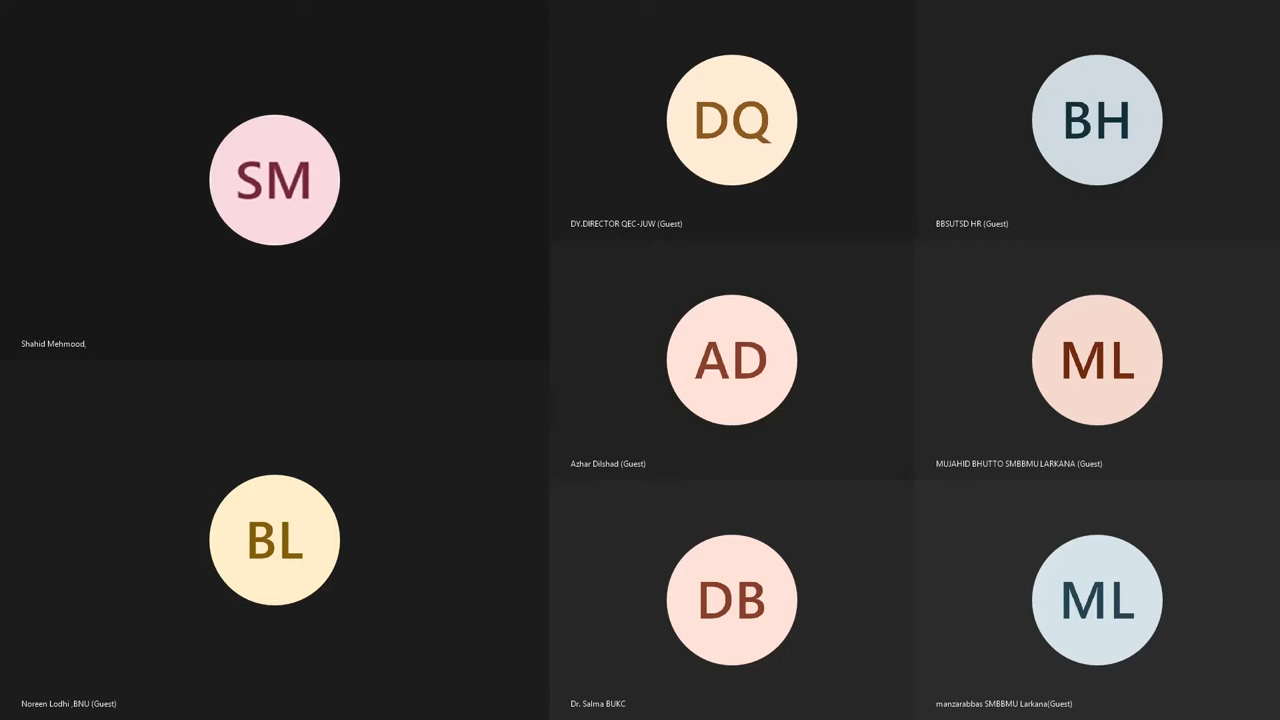 SM
Shahid Mehmood,
BL
Noreen Lodhi ,BNU (Guest)
DQ
DY.DIRECTOR QEC-JUW (Guest)
BH
BBSUTSD HR (Guest)
AD
Azhar Dilshad (Guest)
ML
MUJAHID BHUTTO SMBBMU LARKANA (Guest)
DB
Dr. Salma BUKC
ML
manzarabbas SMBBMU Larkana(Guest)